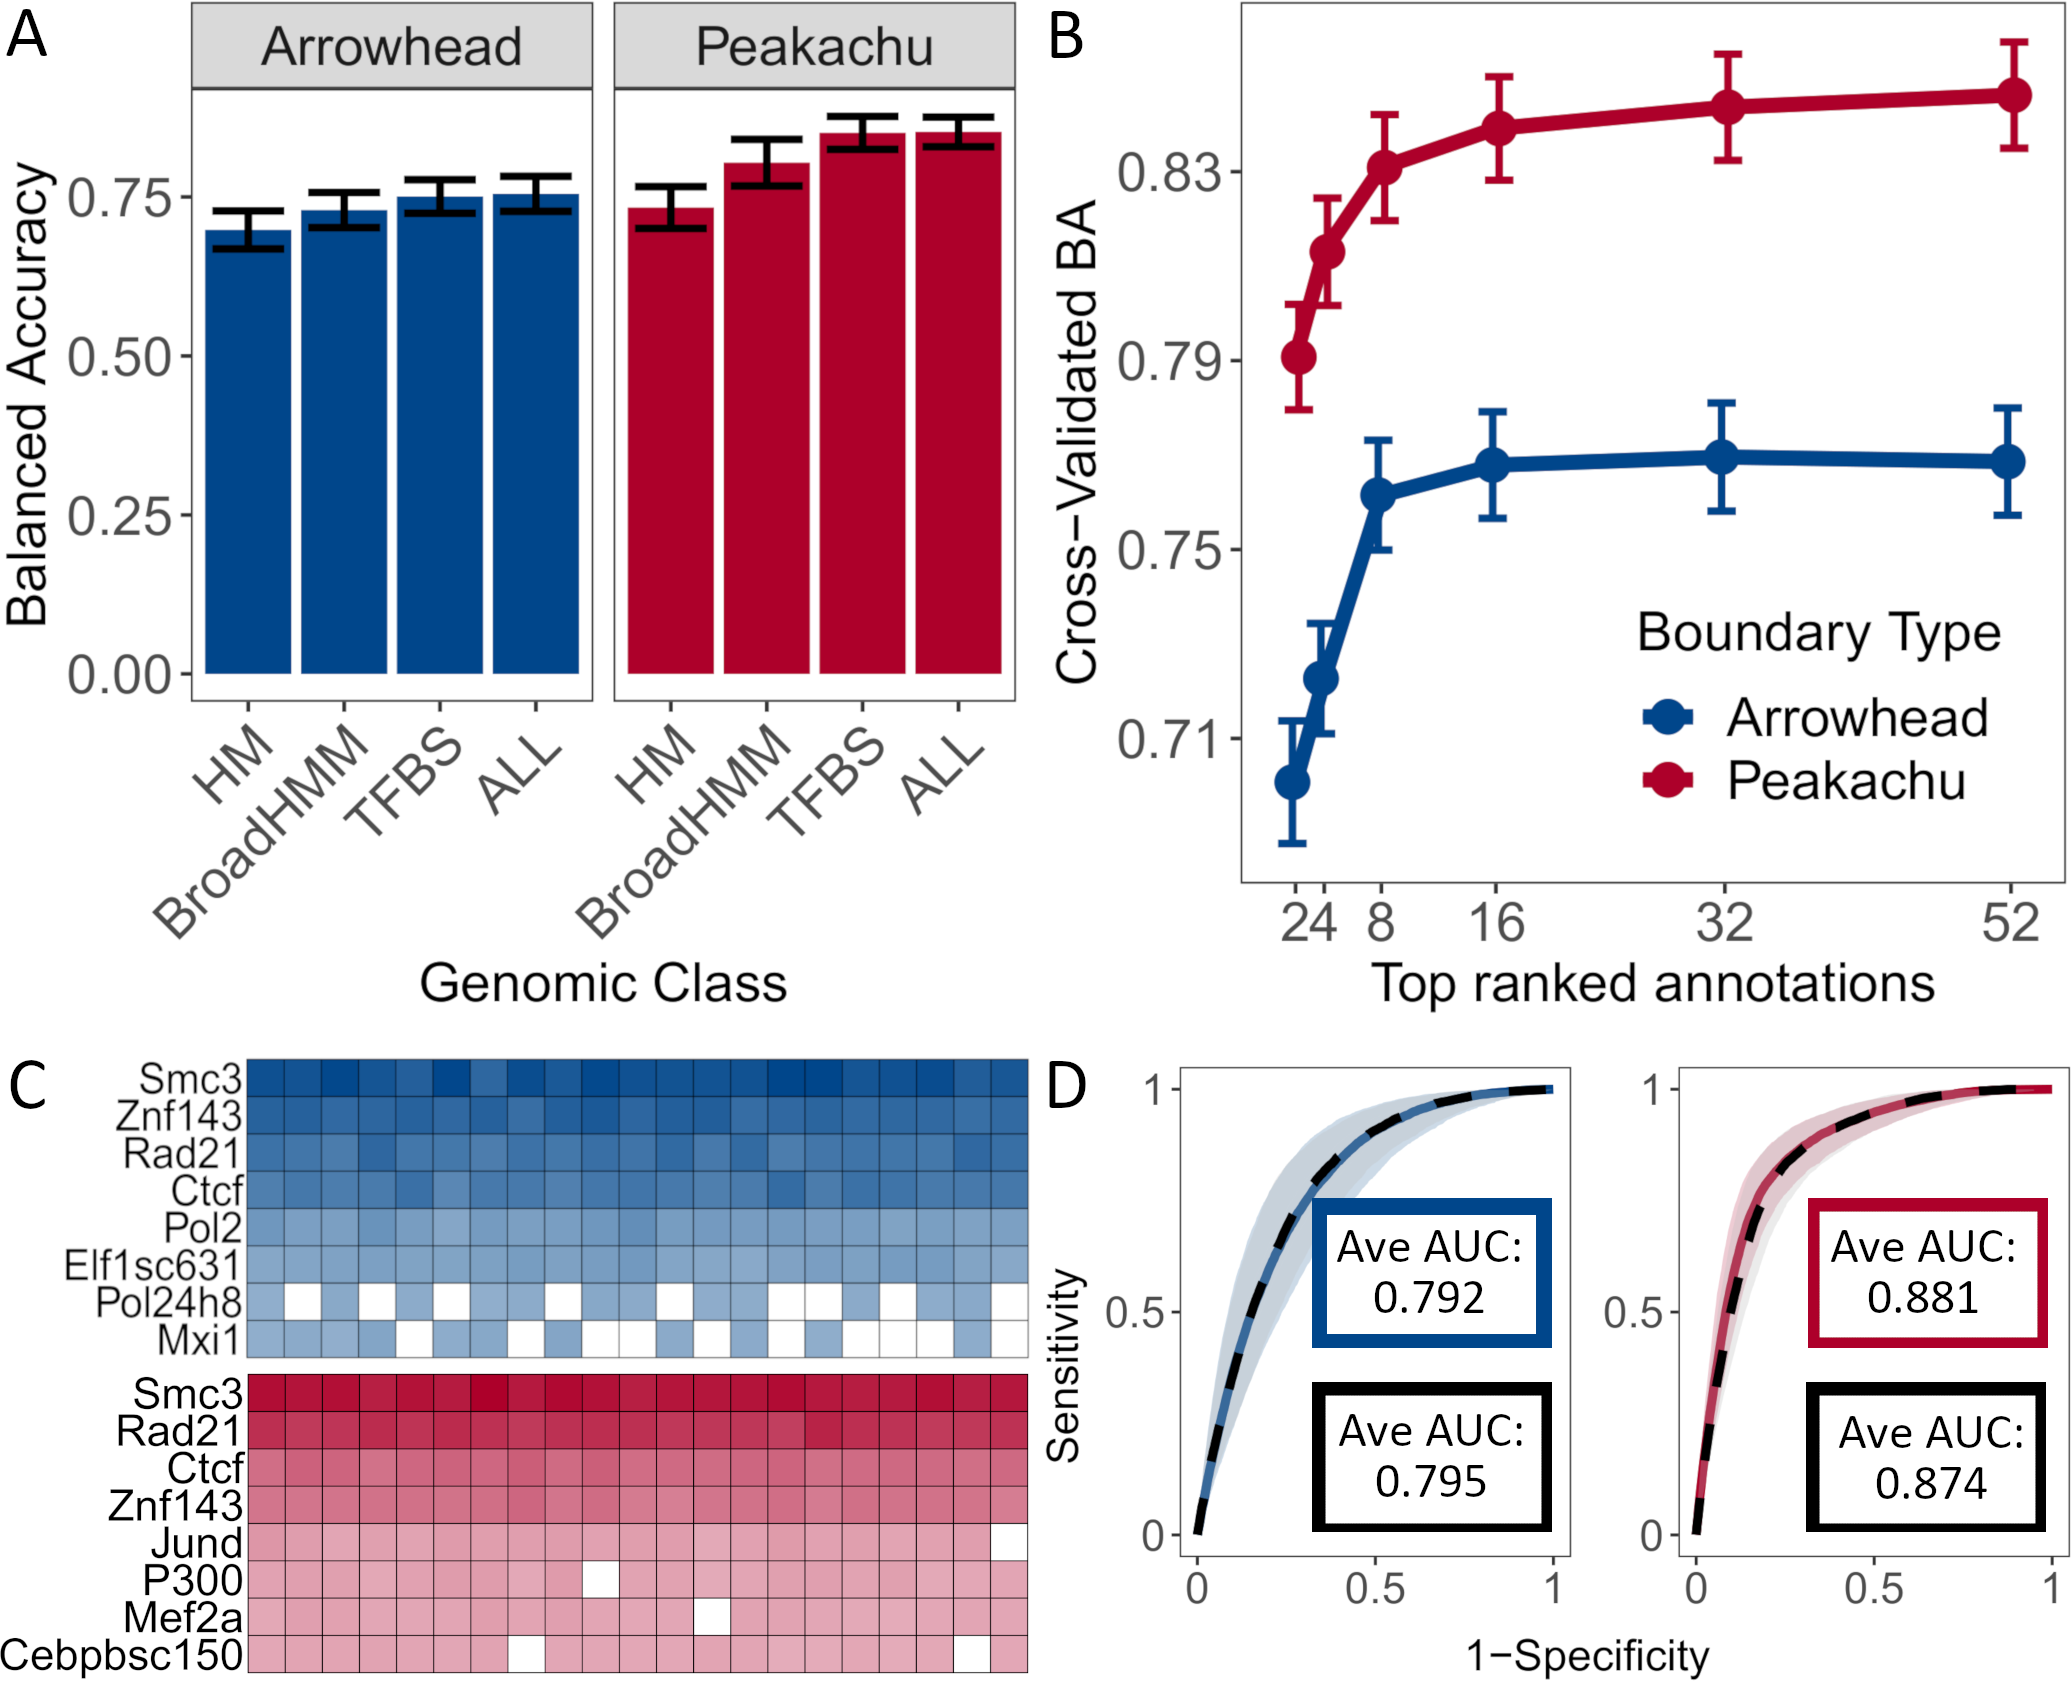 A
Arrowhead
Peakachu
Balanced Accuracy
0.75
0.50
0.25
0.00
HM
BroadHMM
TFBS
ALL
HM
BroadHMM
TFBS
ALL
Genomic Class
B
Cross-Validated BA
0.83
0.79
0.75
0.71
Boundary Type
Arrowhead
Peakachu
2 4 8 16 32 52
Top ranked annotations
C
Smc3
Znf143
Rad21
Ctcf
Pol2
Elf1sc631
Pol24h8
Mxi1
Smc3
Rad21
Ctcf
Znf143
Jund
P300
Mef2a
Cebpbsc150
D
Sensitivity
1
0.5
0
Ave AUC:
0.792
Ave AUC:
0.795
0 0.5 1
1
0.5
0
Ave AUC:
0.881
Ave AUC:
0.874
0 0.5 1
1-Specificity